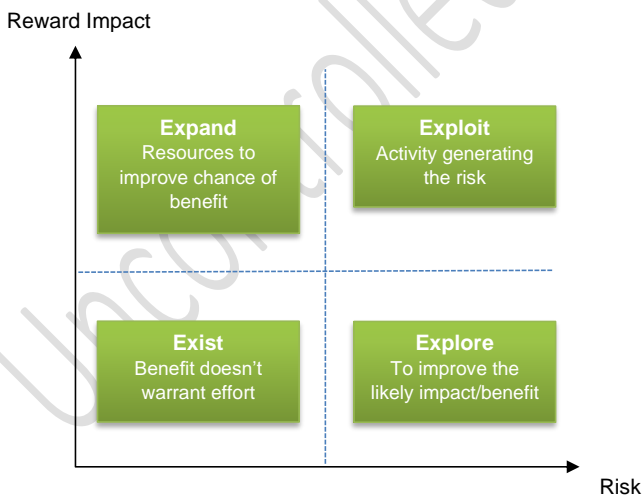 Reward Impact
Expand
Resources to
improve chance of
benefit
Exploit
Activity generating
the risk
Exist
Benefit doesn't
warrant effort
Explore
To improve the
likely impact/benefit
Risk
Uncontrolled